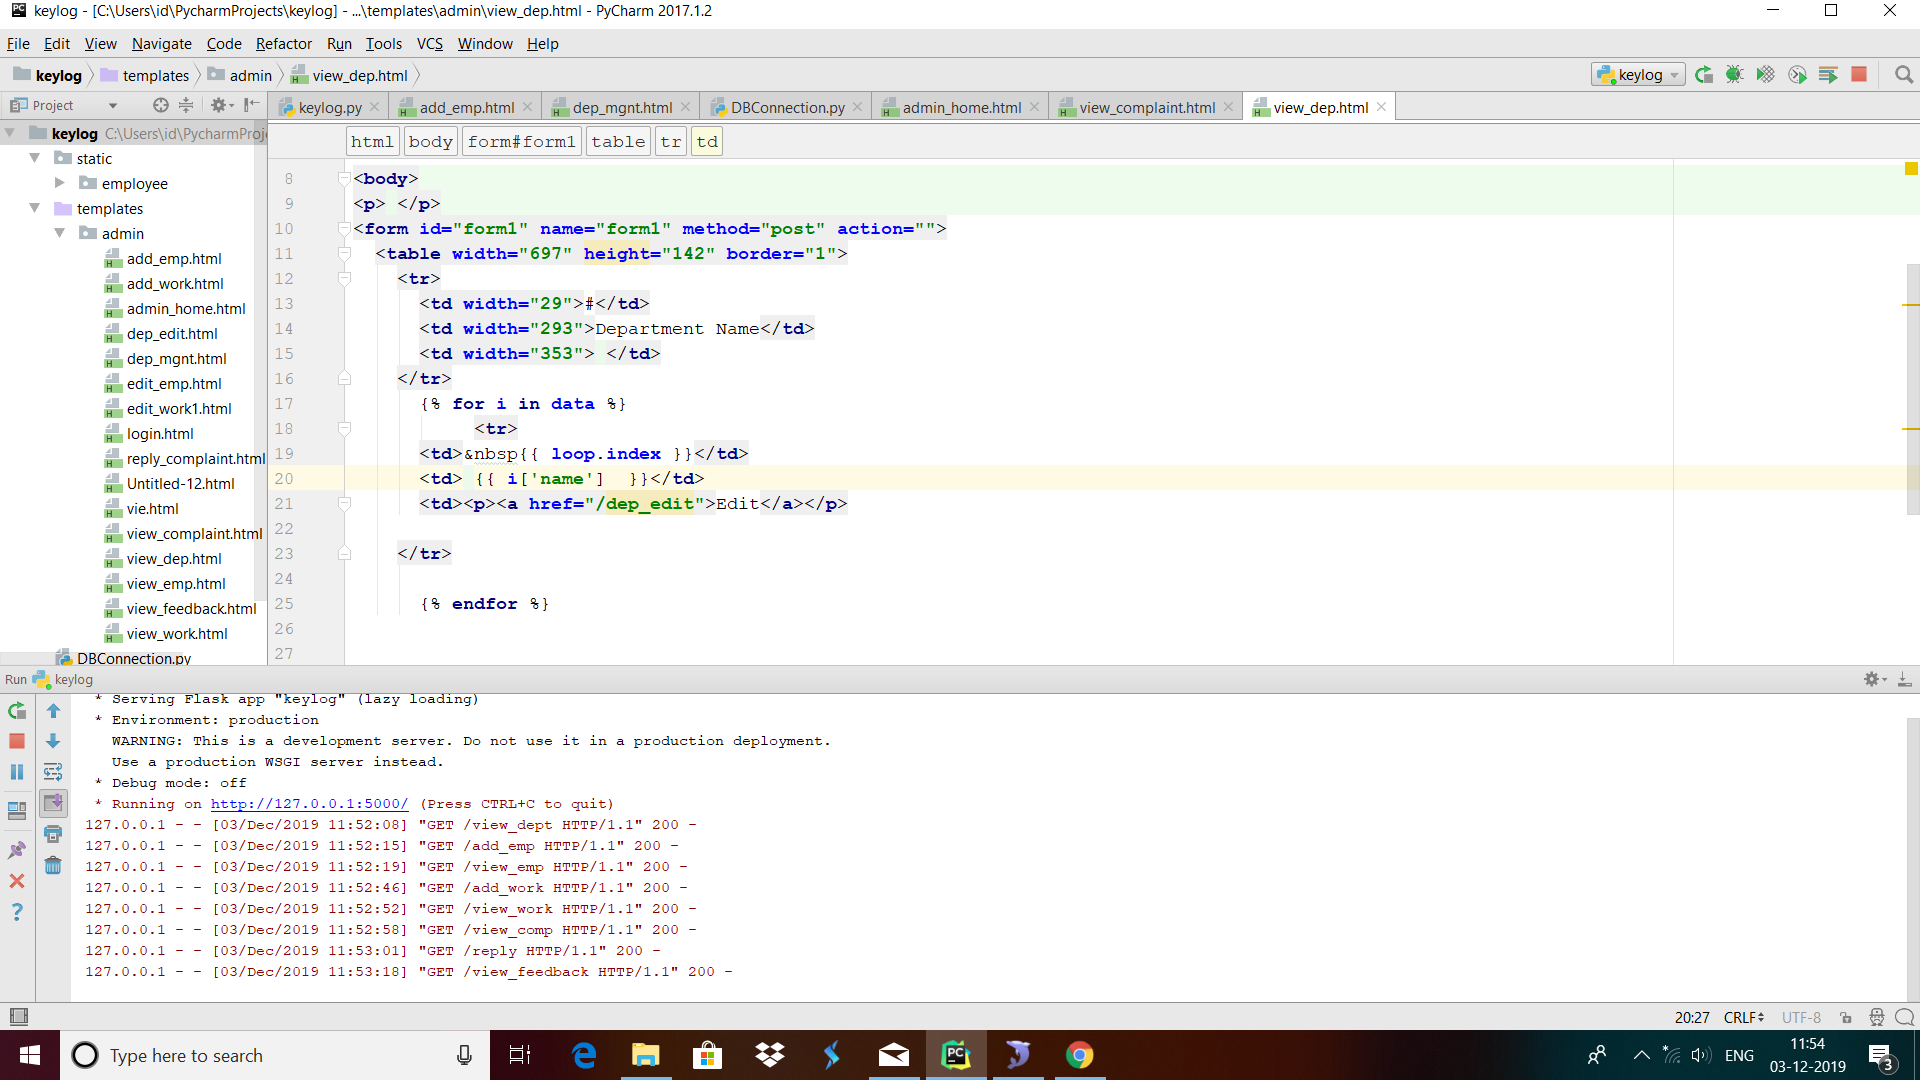 keylog - [C:\Users\id\PycharmProjects\keylog] - ...\templates\admin\view_dep.html - PyCharm 2017.1.2
File Edit View Navigate Code Refactor Run Tools VCS Window Help
keylog templates admin view_dep.html keylog
Project keylog.py add_emp.html dep_mgnt.html DBConnection.py admin_home.html view_complaint.html view_dep.html
keylog C:\Users\id\PycharmProje
static
employee
templates
admin
add_emp.html
add_work.html
admin_home.html
dep_edit.html
dep_mgnt.html
edit_emp.html
edit_work1.html
login.html
reply_complaint.html
Untitled-12.html
vie.html
view_complaint.html
view_dep.html
view_emp.html
view_feedback.html
view_work.html
DBConnection.py
html body form#form1 table tr td
8 <body>
9 <p> </p>
10 <form id="form1" name="form1" method="post" action="">
11 <table width="697" height="142" border="1">
12 <tr>
13 <td width="29">#</td>
14 <td width="293">Department Name</td>
15 <td width="353"> </td>
16 </tr>
17 {% for i in data %}
18 <tr>
19 <td>&nbsp{{ loop.index }}</td>
20 <td> {{ i['name']  }}</td>
21 <td><p><a href="/dep_edit">Edit</a></p>
22
23 </tr>
24
25 {% endfor %}
26
27
Run keylog
* Serving Flask app "keylog" (lazy loading)
* Environment: production
WARNING: This is a development server. Do not use it in a production deployment.
Use a production WSGI server instead.
* Debug mode: off
* Running on http://127.0.0.1:5000/ (Press CTRL+C to quit)
127.0.0.1 - - [03/Dec/2019 11:52:08] "GET /view_dept HTTP/1.1" 200 -
127.0.0.1 - - [03/Dec/2019 11:52:15] "GET /add_emp HTTP/1.1" 200 -
127.0.0.1 - - [03/Dec/2019 11:52:19] "GET /view_emp HTTP/1.1" 200 -
127.0.0.1 - - [03/Dec/2019 11:52:46] "GET /add_work HTTP/1.1" 200 -
127.0.0.1 - - [03/Dec/2019 11:52:52] "GET /view_work HTTP/1.1" 200 -
127.0.0.1 - - [03/Dec/2019 11:52:58] "GET /view_comp HTTP/1.1" 200 -
127.0.0.1 - - [03/Dec/2019 11:53:01] "GET /reply HTTP/1.1" 200 -
127.0.0.1 - - [03/Dec/2019 11:53:18] "GET /view_feedback HTTP/1.1" 200 -
20:27 CRLF UTF-8
Type here to search
PC
ENG
11:54
03-12-2019
3